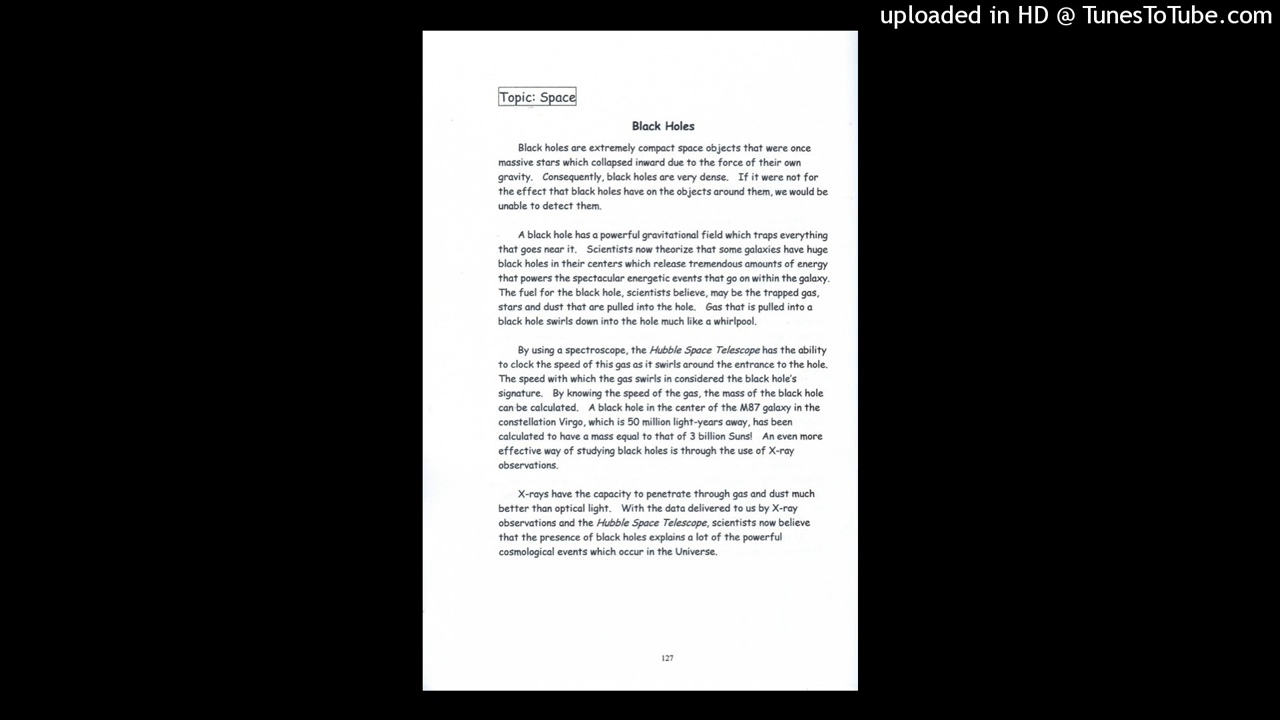 uploaded in HD @ TunesToTube.com
Topic: Space
Black Holes
Black holes are extremely compact space objects that were once
massive stars which collapsed inward due to the force of their own
gravity. Consequently, black holes are very dense. If it were not for
the effect that black holes have on the objects around them, we would be
unable to detect them.
A black hole has a powerful gravitational field which traps everything
that goes near it. Scientists now theorize that some galaxies have huge
black holes in their centers which release tremendous amounts of energy
that powers the spectacular energetic events that go on within the galaxy.
The fuel for the black hole, scientists believe, may be the trapped gas,
stars and dust that are pulled into the hole. Gas that is pulled into a
black hole swirls down into the hole much like a whirlpool.
By using a spectroscope, the Hubble Space Telescope has the ability
to clock the speed of this gas as it swirls around the entrance to the hole.
The speed with which the gas swirls in considered the black hole's
signature. By knowing the speed of the gas, the mass of the black hole
can be calculated. A black hole in the center of the M87 galaxy in the
constellation Virgo, which is 50 million light-years away, has been
calculated to have a mass equal to that of 3 billion Suns! An even more
effective way of studying black holes is through the use of X-ray
observations.
X-rays have the capacity to penetrate through gas and dust much
better than optical light. With the data delivered to us by X-ray
observations and the Hubble Space Telescope, scientists now believe
that the presence of black holes explains a lot of the powerful
cosmological events which occur in the Universe.
127